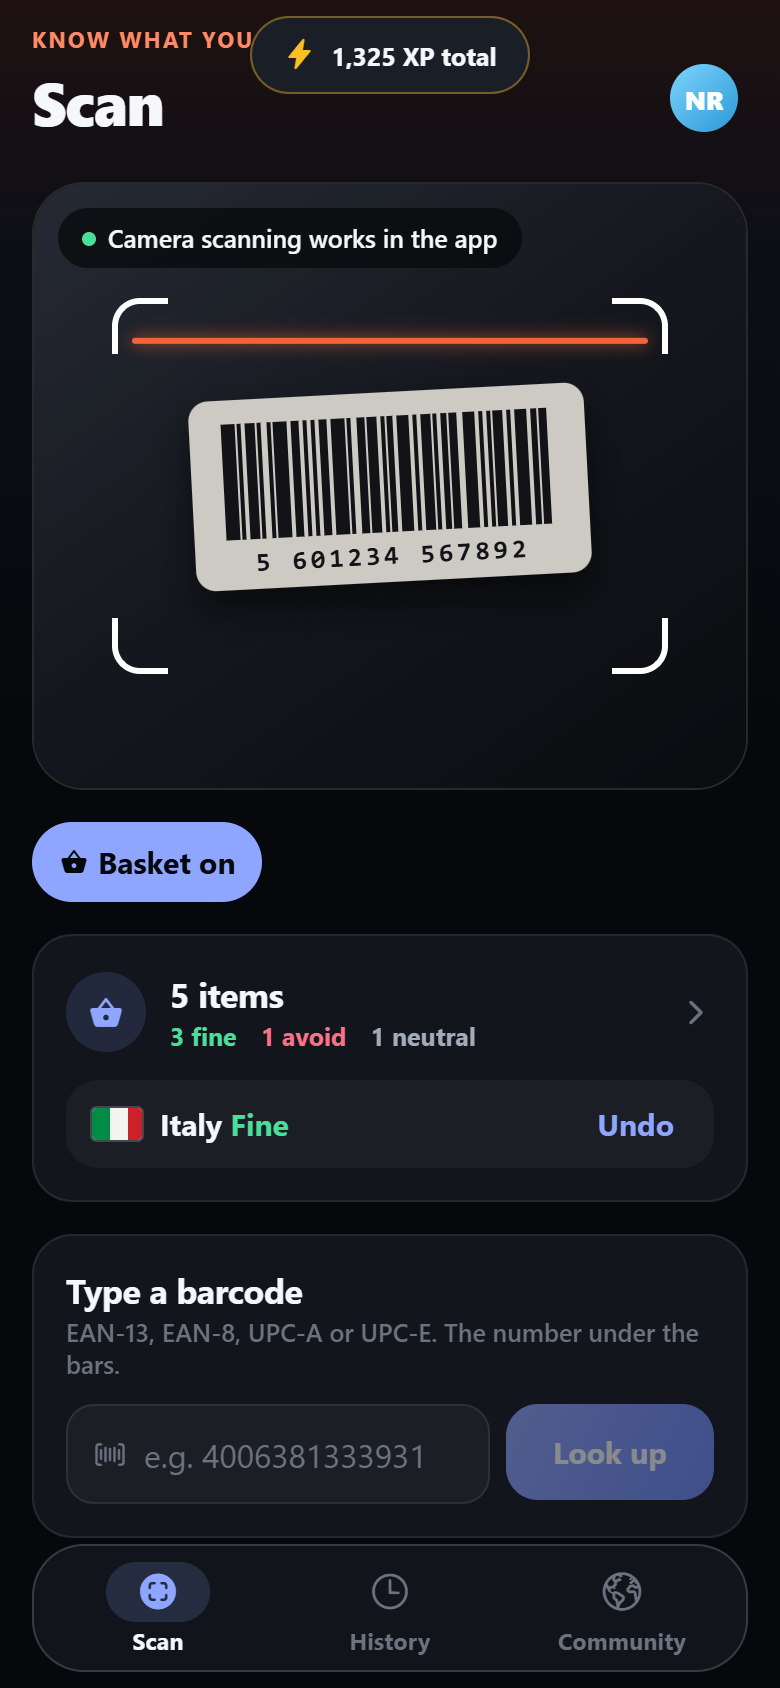 KNOW WHAT YOU
1,325 XP total
Scan
NR
Camera scanning works in the app
5 601234 567892
Basket on
5 items
3 fine 1 avoid 1 neutral
Italy Fine
Undo
Type a barcode
EAN-13, EAN-8, UPC-A or UPC-E. The number under the
bars.
e.g. 4006381333931
Look up
Scan
History
Community